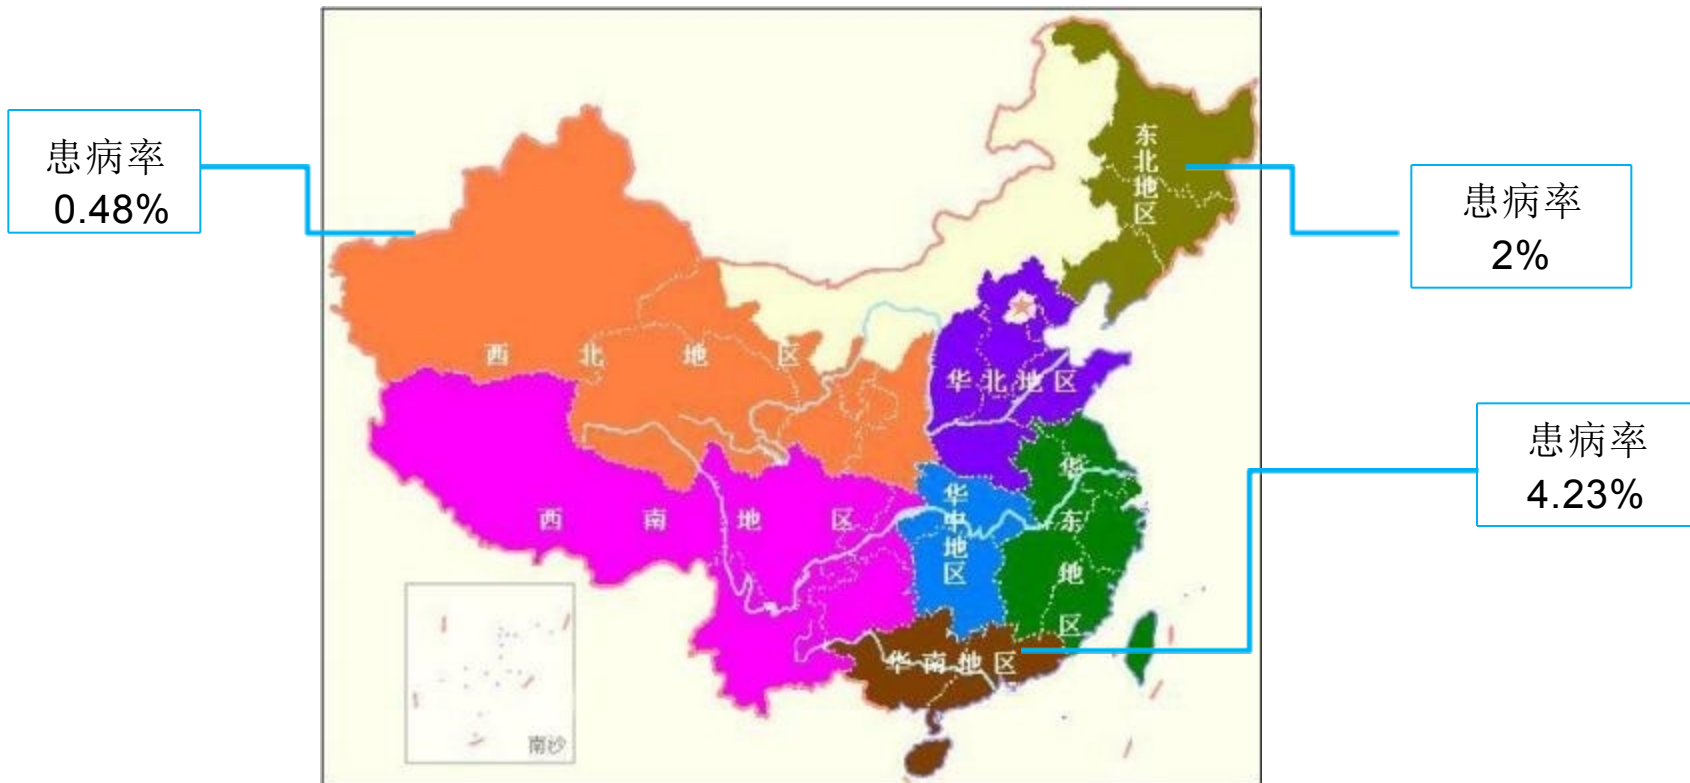 患病率
0.48%
东北地区
患病率
2%
西北地区
华北地区
患病率
4.23%
西南地区
华中地区
华东地区
华南地区
南沙